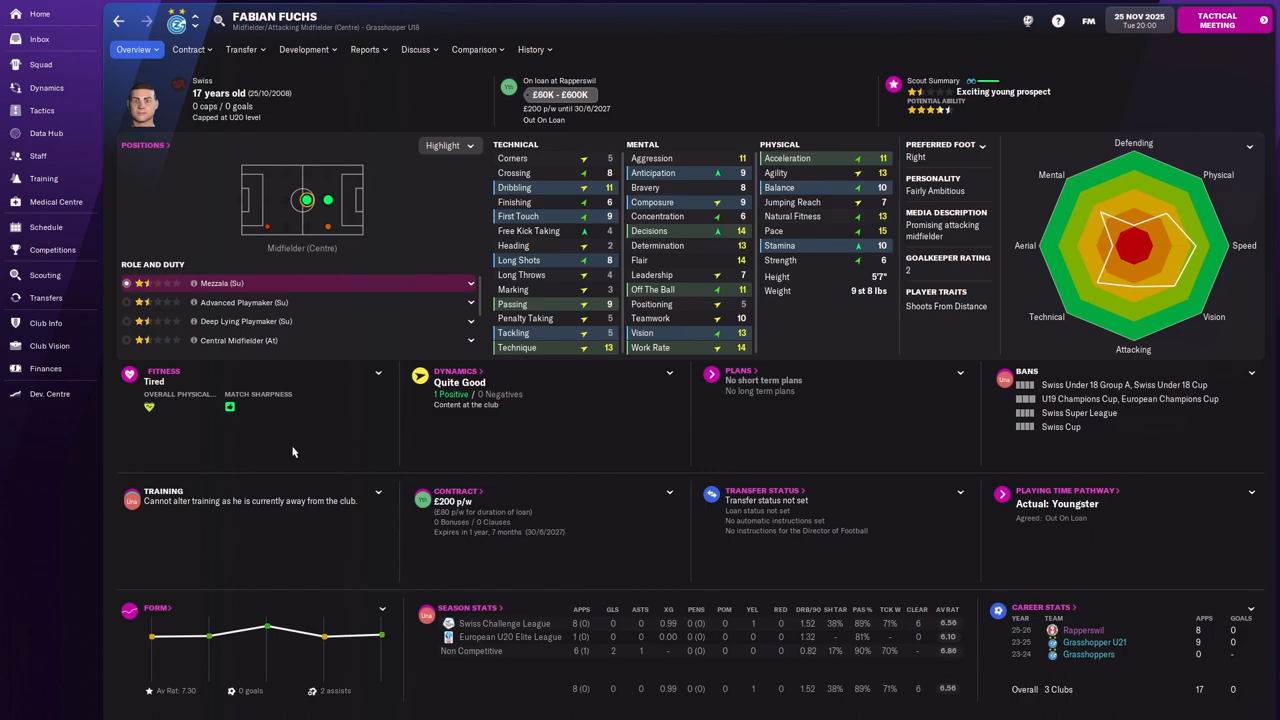 Home
Inbox
Squad
Dynamics
Tactics
Data Hub
Staff
Training
Medical Centre
Schedule
Competitions
Scouting
Transfers
Club Info
Club Vision
Finances
Dev. Centre
FABIAN FUCHS
Midfielder/Attacking Midfielder (Centre) - Grasshopper U18
FM
25 NOV 2025
Tue 20:00
TACTICAL MEETING
Overview
Contract
Transfer
Development
Reports
Discuss
Comparison
History
Swiss
17 years old (25/10/2008)
0 caps / 0 goals
Capped at U20 level
Yth
On loan at Rapperswil
£60K - £600K
£200 p/w until 30/6/2027
Out On Loan
Scout Summary
Exciting young prospect
POTENTIAL ABILITY
POSITIONS
Highlight
Midfielder (Centre)
ROLE AND DUTY
Mezzala (Su)
Advanced Playmaker (Su)
Deep Lying Playmaker (Su)
Central Midfielder (At)
TECHNICAL
Corners 5
Crossing 8
Dribbling 11
Finishing 6
First Touch 9
Free Kick Taking 4
Heading 2
Long Shots 8
Long Throws 4
Marking 3
Passing 9
Penalty Taking 5
Tackling 5
Technique 13
MENTAL
Aggression 11
Anticipation 9
Bravery 8
Composure 9
Concentration 6
Decisions 14
Determination 13
Flair 14
Leadership 7
Off The Ball 11
Positioning 5
Teamwork 10
Vision 13
Work Rate 14
PHYSICAL
Acceleration 11
Agility 13
Balance 10
Jumping Reach 7
Natural Fitness 13
Pace 15
Stamina 10
Strength 6
Height 5'7"
Weight 9 st 8 lbs
PREFERRED FOOT
Right
PERSONALITY
Fairly Ambitious
MEDIA DESCRIPTION
Promising attacking midfielder
GOALKEEPER RATING
2
PLAYER TRAITS
Shoots From Distance
Defending
Physical
Speed
Vision
Attacking
Technical
Aerial
Mental
FITNESS
Tired
OVERALL PHYSICAL... MATCH SHARPNESS
DYNAMICS
Quite Good
1 Positive / 0 Negatives
Content at the club
PLANS
No short term plans
No long term plans
Una
BANS
Swiss Under 18 Group A, Swiss Under 18 Cup
U19 Champions Cup, European Champions Cup
Swiss Super League
Swiss Cup
Una
TRAINING
Cannot alter training as he is currently away from the club.
Yth
CONTRACT
£200 p/w
(£80 p/w for duration of loan)
0 Bonuses / 0 Clauses
Expires in 1 year, 7 months (30/6/2027)
TRANSFER STATUS
Transfer status not set
Loan status not set
No automatic instructions set
No instructions for the Director of Football
PLAYING TIME PATHWAY
Actual: Youngster
Agreed: Out On Loan
FORM
Av Rat: 7.30 0 goals 2 assists
Una
SEASON STATS APPS GLS ASTS XG PENS POM YEL RED DRB/90 SH TAR PAS % TCK W CLEAR AV RAT
Swiss Challenge League 8 (0) 0 0 0.99 0 (0) 0 1 0 1.52 38% 89% 71% 6 6.56
European U20 Elite League 1 (0) 0 0 0.00 0 (0) 0 0 0 1.32 - 81% - 0 6.10
Non Competitive 6 (1) 2 1 - 0 (0) 0 0 0 0.82 17% 90% 70% - 6.86
8 (0) 0 0 0.99 0 (0) 0 1 0 1.52 38% 89% 71% 6 6.56
CAREER STATS
YEAR TEAM APPS GOALS
25-26 Rapperswil 8 0
23-25 Grasshopper U21 9 0
23-24 Grasshoppers 0 -
Overall 3 Clubs 17 0